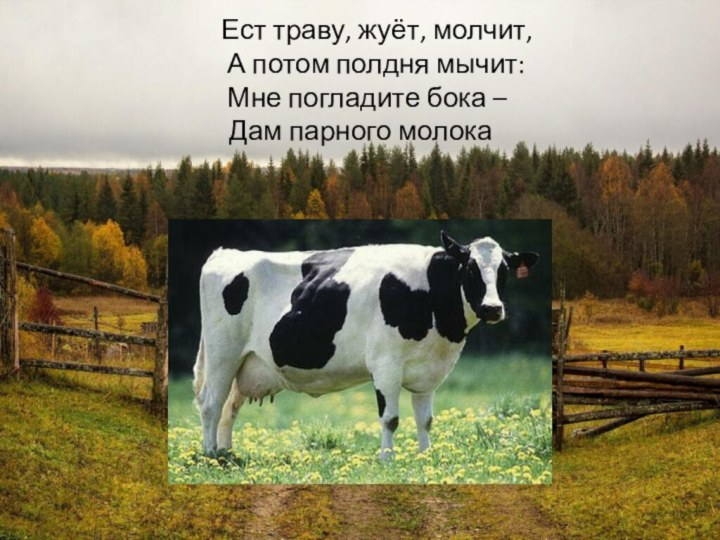 Ест траву, жуёт, молчит,
А потом полдня мычит:
Мне погладите бока –
Дам парного молока